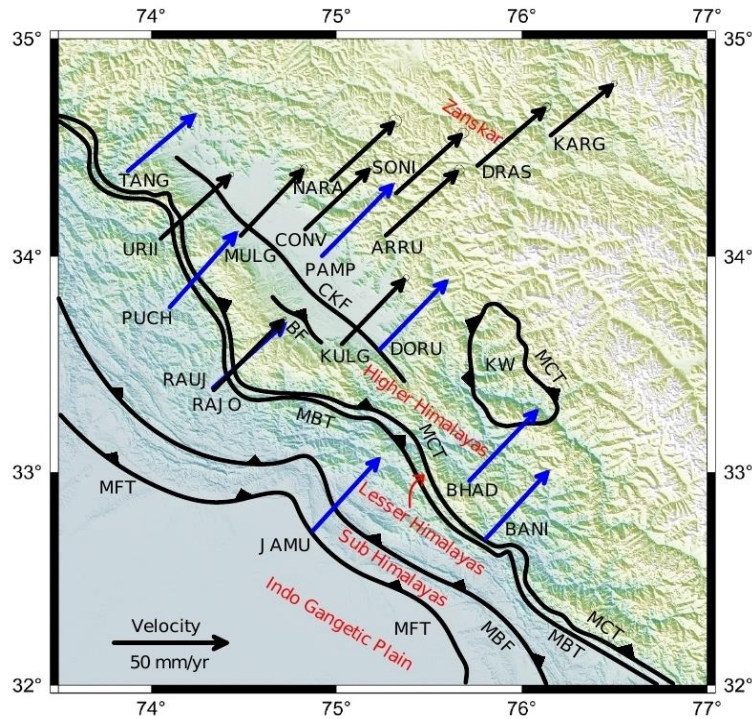 74° 75° 76° 77°
35° 35°
Zanskar
KARG
SONI
DRAS
TANG
NARA
URII
MULG
CONV
ARRU
34° 34°
PAMP
CKF
PUCH
BF
KULG
DORU
KW
MCT
RAUJ
RAJO
Higher Himalayas
MBT
MCT
33° 33°
MFT
BHAD
Lesser Himalayas
BANI
JAMU
Sub Himalayas
Indo Gangetic Plain
Velocity
50 mm/yr
MFT
MBF
MBT
MCT
32° 32°
74° 75° 76° 77°